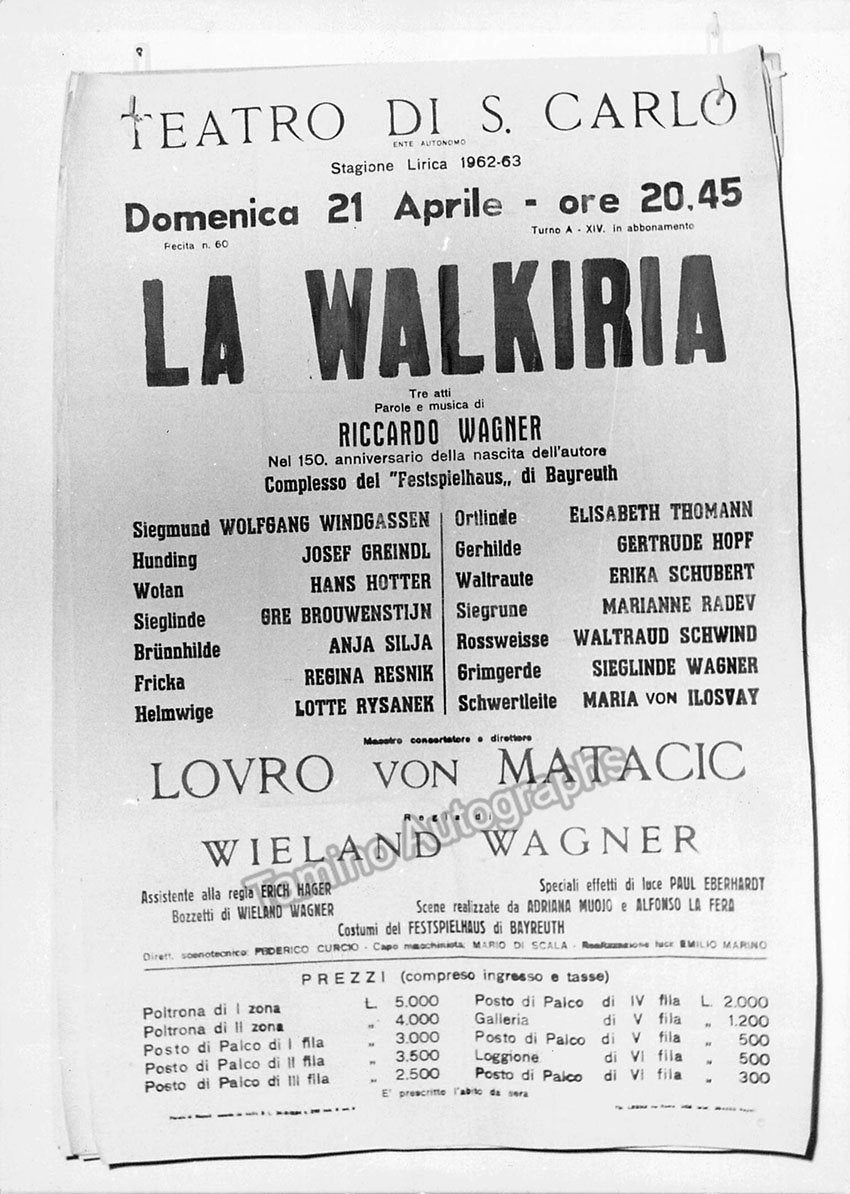 TEATRO DI S. CARLO
ENTE AUTONOMO
Stagione Lirica 1962-63
Domenica 21 Aprile - ore 20.45
Recita n. 60
Turno A - XIV. in abbonamento
LA WALKIRIA
Tre atti
Parole e musica di
RICCARDO WAGNER
Nel 150. anniversario della nascita dell'autore
Complesso del "Festspielhaus„ di Bayreuth
Siegmund WOLFGANG WINDGASSEN
Hunding JOSEF GREINDL
Wotan HANS HOTTER
Sieglinde GRE BROUWENSTIJN
Brünnhilde ANJA SILJA
Fricka REGINA RESNIK
Helmwige LOTTE RYSANEK
Ortlinde ELISABETH THOMANN
Gerhilde GERTRUDE HOPF
Waltraute ERIKA SCHUBERT
Siegrune MARIANNE RADEV
Rossweisse WALTRAUD SCHWIND
Grimgerde SIEGLINDE WAGNER
Schwertleite MARIA VON ILOSVAY
Maestro concertatore e direttore
LOVRO VON MATACIC
Regia di
WIELAND WAGNER
Tamino Autographs
Assistente alla regia ERICH HAGER
Bozzetti di WIELAND WAGNER
Speciali effetti di luce PAUL EBERHARDT
Scene realizzate da ADRIANA MUOJO e ALFONSO LA FERA
Costumi del FESTSPIELHAUS di BAYREUTH
Dirett. scenotecnico: FEDERICO CURCIO - Capo macchinista: MARIO DI SCALA - Realizzazione luce EMILIO MARINO
PREZZI (compreso ingresso e tasse)
Poltrona di I zona L. 5.000
Poltrona di II zona „ 4.000
Posto di Palco di I fila „ 3.000
Posto di Palco di II fila „ 3.500
Posto di Palco di III fila „ 2.500
Posto di Palco di IV fila L. 2.000
Galleria di V fila „ 1.200
Posto di Palco di V fila „ 500
Loggione di VI fila „ 500
Posto di Palco di VI fila „ 300
E' prescritto l'abito da sera